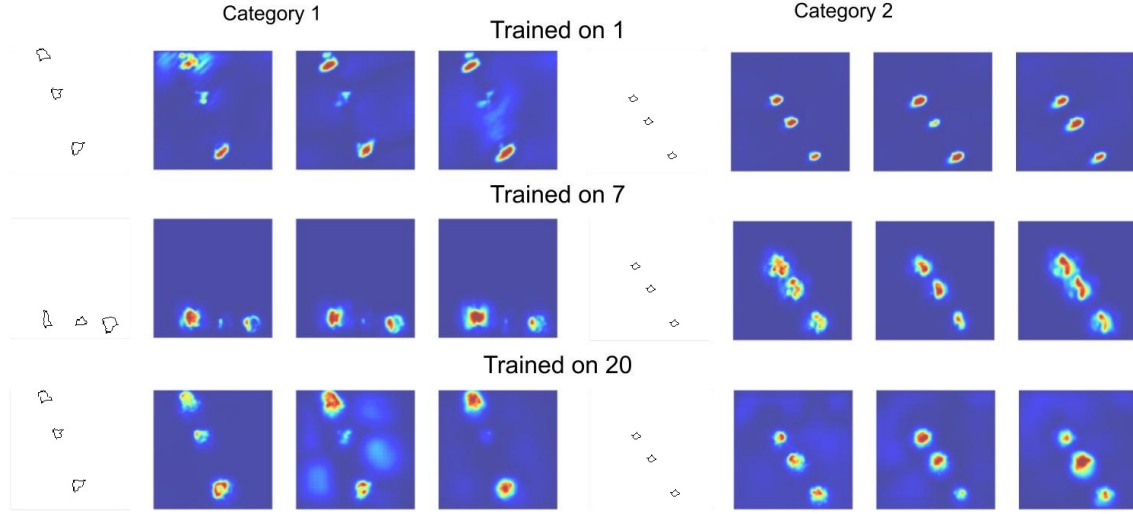 Category 1
Category 2
Trained on 1
Trained on 7
Trained on 20